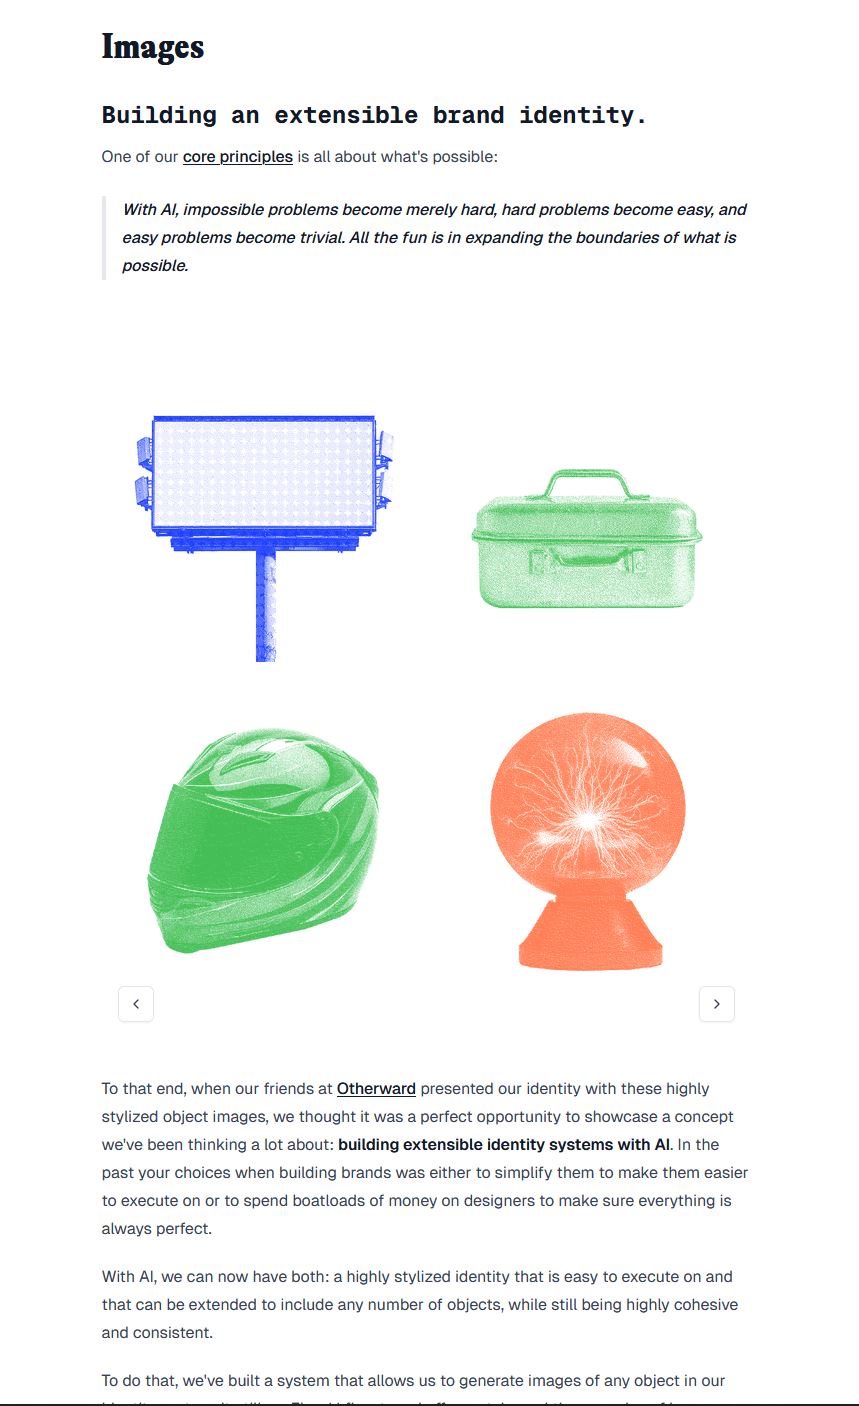 Images
Building an extensible brand identity.
One of our core principles is all about what's possible:
With AI, impossible problems become merely hard, hard problems become easy, and
easy problems become trivial. All the fun is in expanding the boundaries of what is
possible.
To that end, when our friends at Otherward presented our identity with these highly
stylized object images, we thought it was a perfect opportunity to showcase a concept
we've been thinking a lot about: building extensible identity systems with AI. In the
past your choices when building brands was either to simplify them to make them easier
to execute on or to spend boatloads of money on designers to make sure everything is
always perfect.
With AI, we can now have both: a highly stylized identity that is easy to execute on and
that can be extended to include any number of objects, while still being highly cohesive
and consistent.
To do that, we've built a system that allows us to generate images of any object in our